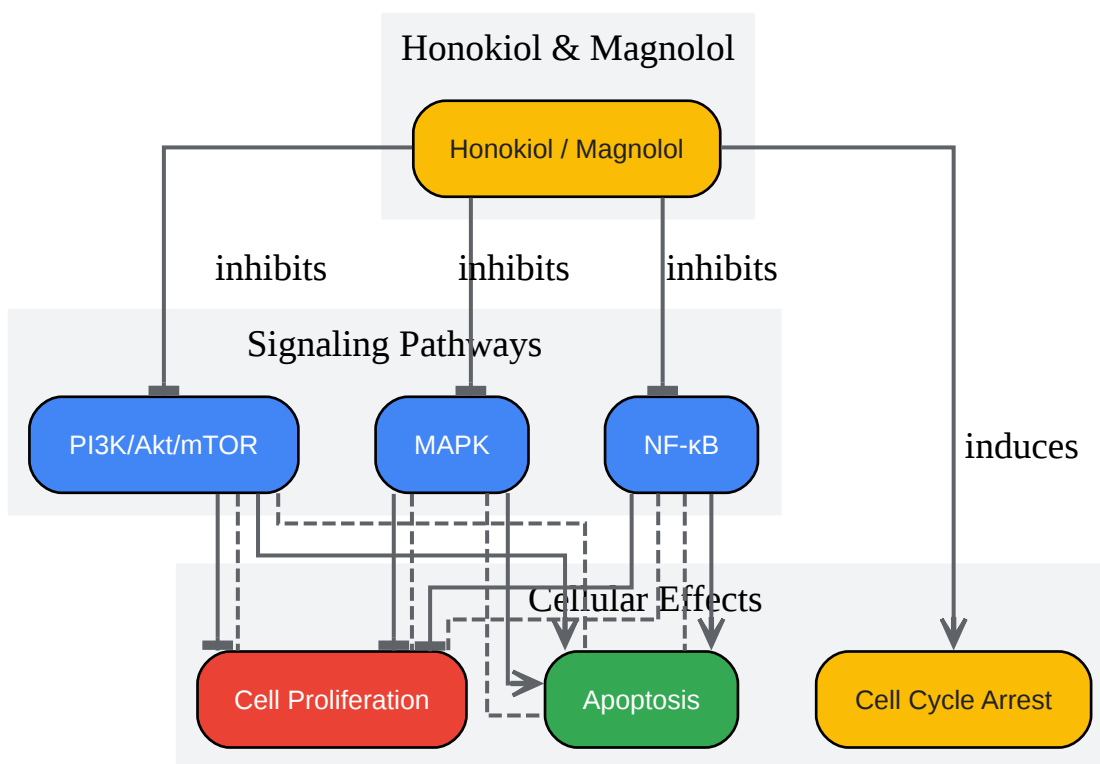 Honokiol & Magnolol
Honokiol / Magnolol
inhibits
inhibits
inhibits
Signaling Pathways
PI3K/Akt/mTOR
MAPK
NF-κB
induces
Cellular Effects
Cell Proliferation
Apoptosis
Cell Cycle Arrest